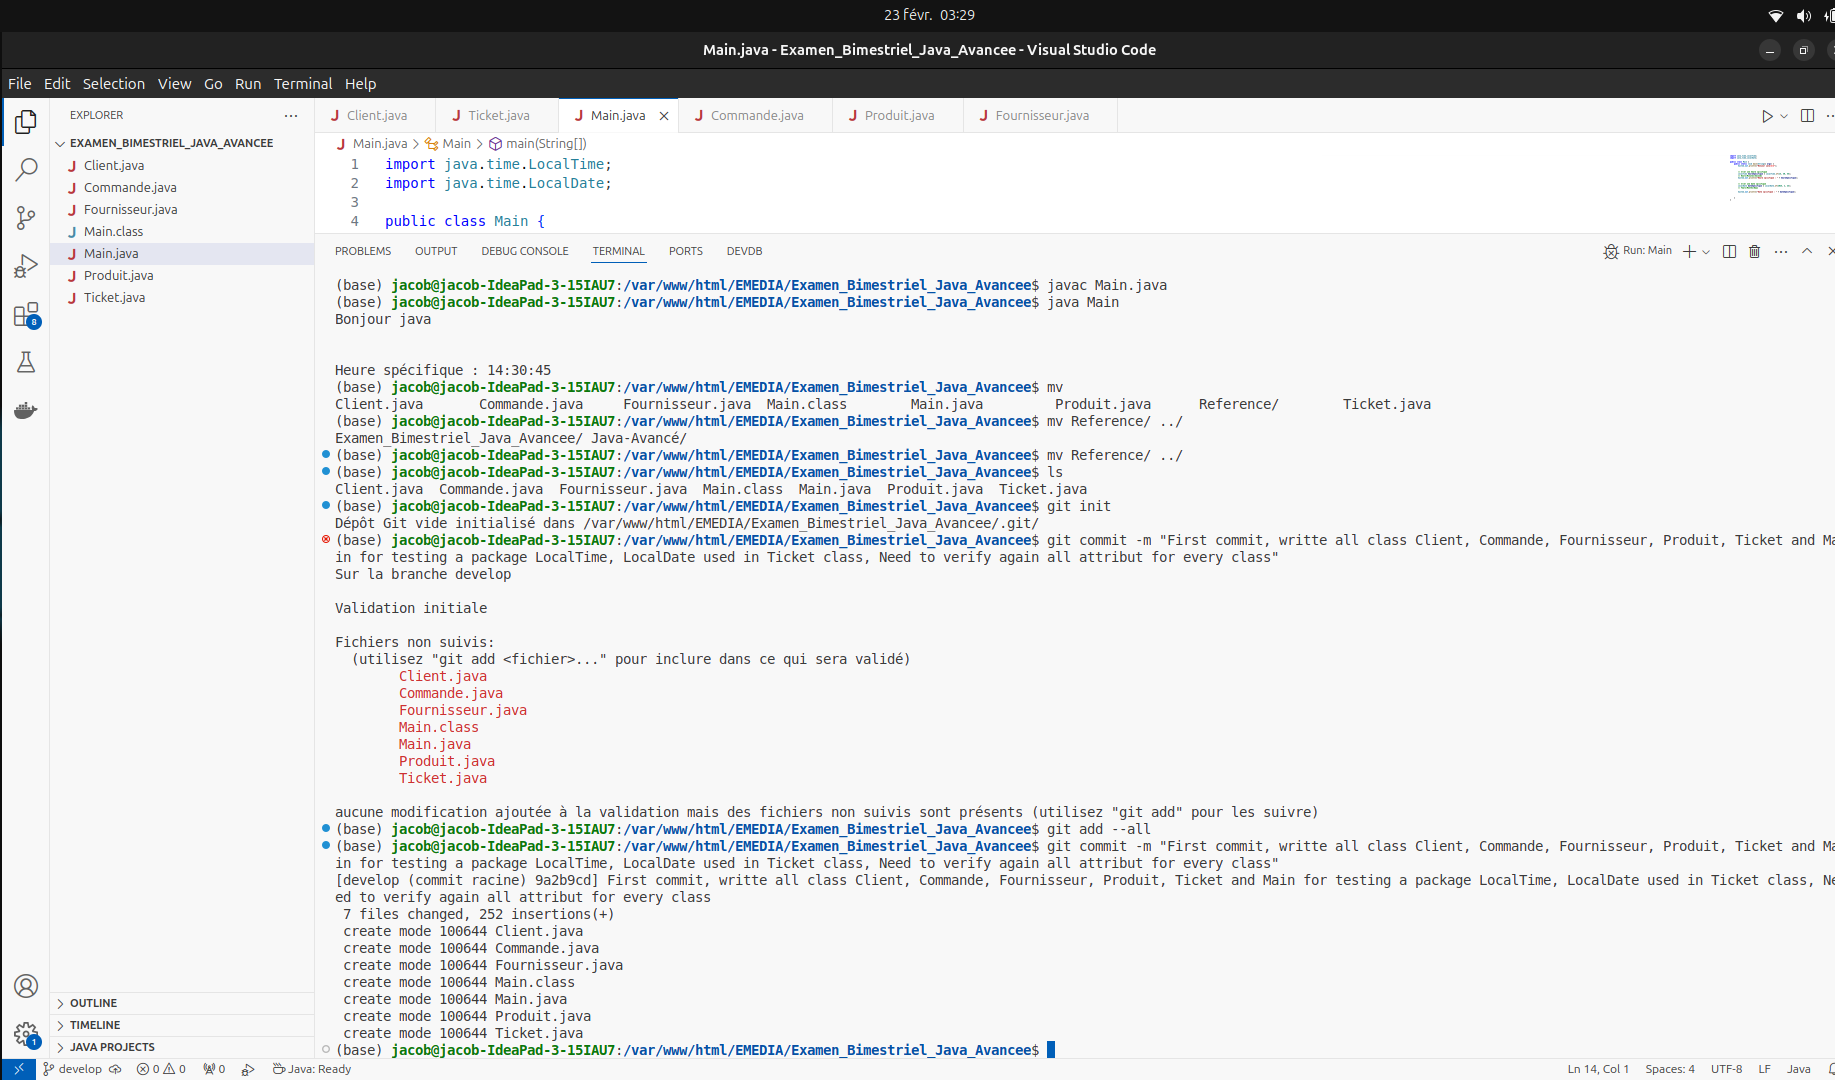 23 févr. 03:29
Main.java - Examen_Bimestriel_Java_Avancee - Visual Studio Code
File Edit Selection View Go Run Terminal Help
EXPLORER
EXAMEN_BIMESTRIEL_JAVA_AVANCEE
Client.java
Commande.java
Fournisseur.java
Main.class
Main.java
Produit.java
Ticket.java
8
OUTLINE
TIMELINE
JAVA PROJECTS
1
Client.java Ticket.java Main.java Commande.java Produit.java Fournisseur.java
Main.java > Main > main(String[])
1 import java.time.LocalTime;
2 import java.time.LocalDate;
3
4 public class Main {
PROBLEMS OUTPUT DEBUG CONSOLE TERMINAL PORTS DEVDB
Run: Main
(base) jacob@jacob-IdeaPad-3-15IAU7:/var/www/html/EMEDIA/Examen_Bimestriel_Java_Avancee$ javac Main.java
(base) jacob@jacob-IdeaPad-3-15IAU7:/var/www/html/EMEDIA/Examen_Bimestriel_Java_Avancee$ java Main
Bonjour java
Heure spécifique : 14:30:45
(base) jacob@jacob-IdeaPad-3-15IAU7:/var/www/html/EMEDIA/Examen_Bimestriel_Java_Avancee$ mv
Client.java Commande.java Fournisseur.java Main.class Main.java Produit.java Reference/ Ticket.java
(base) jacob@jacob-IdeaPad-3-15IAU7:/var/www/html/EMEDIA/Examen_Bimestriel_Java_Avancee$ mv Reference/ ../
Examen_Bimestriel_Java_Avancee/ Java-Avancé/
(base) jacob@jacob-IdeaPad-3-15IAU7:/var/www/html/EMEDIA/Examen_Bimestriel_Java_Avancee$ mv Reference/ ../
(base) jacob@jacob-IdeaPad-3-15IAU7:/var/www/html/EMEDIA/Examen_Bimestriel_Java_Avancee$ ls
Client.java Commande.java Fournisseur.java Main.class Main.java Produit.java Ticket.java
(base) jacob@jacob-IdeaPad-3-15IAU7:/var/www/html/EMEDIA/Examen_Bimestriel_Java_Avancee$ git init
Dépôt Git vide initialisé dans /var/www/html/EMEDIA/Examen_Bimestriel_Java_Avancee/.git/
(base) jacob@jacob-IdeaPad-3-15IAU7:/var/www/html/EMEDIA/Examen_Bimestriel_Java_Avancee$ git commit -m "First commit, writte all class Client, Commande, Fournisseur, Produit, Ticket and Ma
in for testing a package LocalTime, LocalDate used in Ticket class, Need to verify again all attribut for every class"
Sur la branche develop
Validation initiale
Fichiers non suivis:
(utilisez "git add <fichier>..." pour inclure dans ce qui sera validé)
Client.java
Commande.java
Fournisseur.java
Main.class
Main.java
Produit.java
Ticket.java
aucune modification ajoutée à la validation mais des fichiers non suivis sont présents (utilisez "git add" pour les suivre)
(base) jacob@jacob-IdeaPad-3-15IAU7:/var/www/html/EMEDIA/Examen_Bimestriel_Java_Avancee$ git add --all
(base) jacob@jacob-IdeaPad-3-15IAU7:/var/www/html/EMEDIA/Examen_Bimestriel_Java_Avancee$ git commit -m "First commit, writte all class Client, Commande, Fournisseur, Produit, Ticket and Ma
in for testing a package LocalTime, LocalDate used in Ticket class, Need to verify again all attribut for every class"
[develop (commit racine) 9a2b9cd] First commit, writte all class Client, Commande, Fournisseur, Produit, Ticket and Main for testing a package LocalTime, LocalDate used in Ticket class, Ne
ed to verify again all attribut for every class
7 files changed, 252 insertions(+)
create mode 100644 Client.java
create mode 100644 Commande.java
create mode 100644 Fournisseur.java
create mode 100644 Main.class
create mode 100644 Main.java
create mode 100644 Produit.java
create mode 100644 Ticket.java
(base) jacob@jacob-IdeaPad-3-15IAU7:/var/www/html/EMEDIA/Examen_Bimestriel_Java_Avancee$
develop 0 0 0 Java: Ready Ln 14, Col 1 Spaces: 4 UTF-8 LF Java